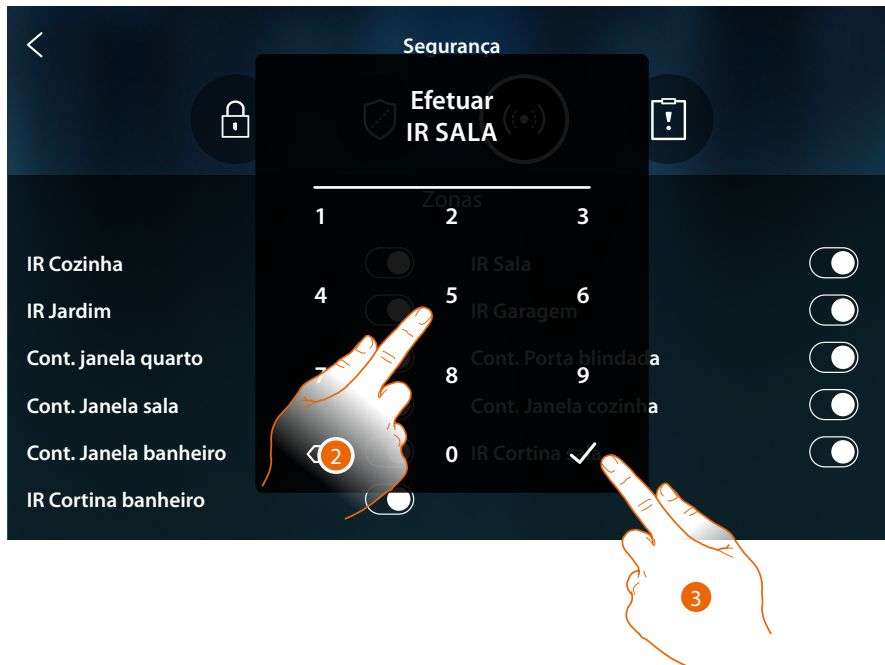 Segurança
Efetuar
IR SALA
Zonas
1 2 3
IR Cozinha
IR Sala
4 5 6
IR Jardim
IR Garagem
Cont. janela quarto
Cont. Porta blindada
7 8 9
Cont. Janela sala
Cont. Janela cozinha
Cont. Janela banheiro
2
0
IR Cortina sala
IR Cortina banheiro
3